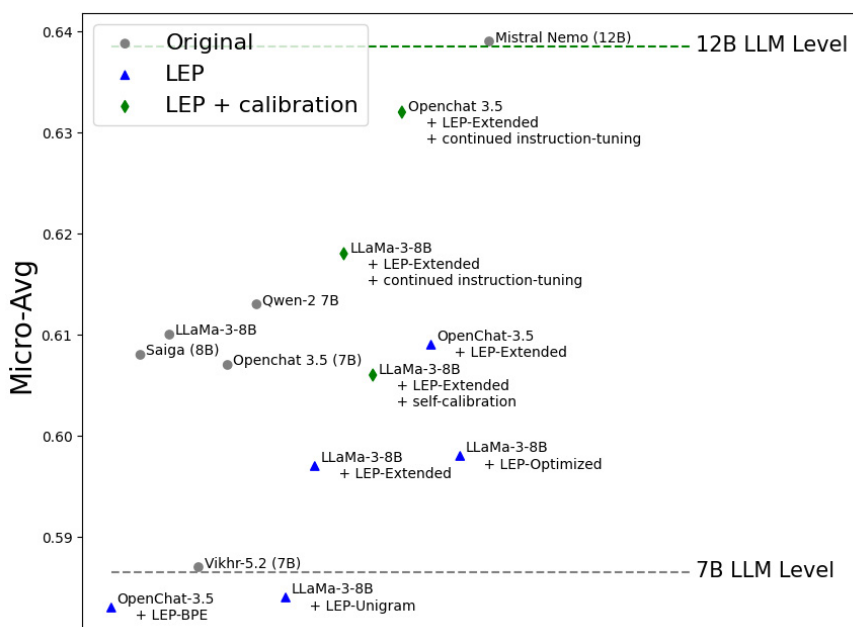 0.64
0.63
0.62
0.61
0.60
0.59
Micro-Avg
Original
LEP
LEP + calibration
Mistral Nemo (12B)
12B LLM Level
Openchat 3.5
+ LEP-Extended
+ continued instruction-tuning
LLaMa-3-8B
+ LEP-Extended
+ continued instruction-tuning
Qwen-2 7B
LLaMa-3-8B
Saiga (8B)
Openchat 3.5 (7B)
OpenChat-3.5
+ LEP-Extended
LLaMa-3-8B
+ LEP-Extended
+ self-calibration
LLaMa-3-8B
+ LEP-Extended
LLaMa-3-8B
+ LEP-Optimized
Vikhr-5.2 (7B)
7B LLM Level
OpenChat-3.5
+ LEP-BPE
LLaMa-3-8B
+ LEP-Unigram